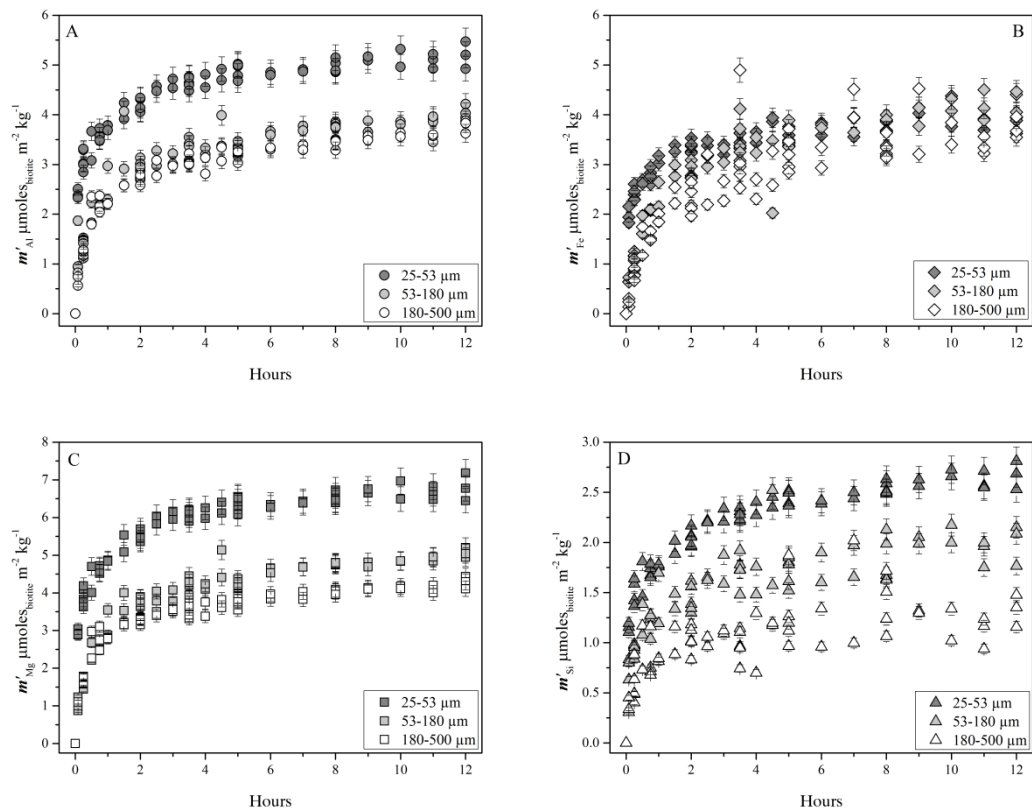 A
6
5
4
3
2
1
0
m′Al μmolesbiotite m-2 kg-1
25-53 µm
53-180 µm
180-500 µm
0 2 4 6 8 10 12
Hours
B
6
5
4
3
2
1
0
m′Fe μmolesbiotite m-2 kg-1
25-53 µm
53-180 µm
180-500 µm
0 2 4 6 8 10 12
Hours
C
8
7
6
5
4
3
2
1
0
m′Mg μmolesbiotite m-2 kg-1
25-53 µm
53-180 µm
180-500 µm
0 2 4 6 8 10 12
Hours
D
3.0
2.5
2.0
1.5
1.0
0.5
0.0
m′Si μmolesbiotite m-2 kg-1
25-53 µm
53-180 µm
180-500 µm
0 2 4 6 8 10 12
Hours